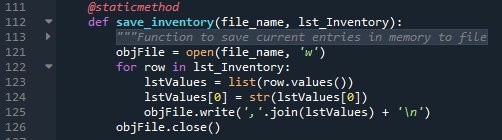 111 @staticmethod
112 def save_inventory(file_name, lst_Inventory):
113 """Function to save current entries in memory to file
121 objFile = open(file_name, 'w')
122 for row in lst_Inventory:
123 lstValues = list(row.values())
124 lstValues[0] = str(lstValues[0])
125 objFile.write(','.join(lstValues) + '\n')
126 objFile.close()